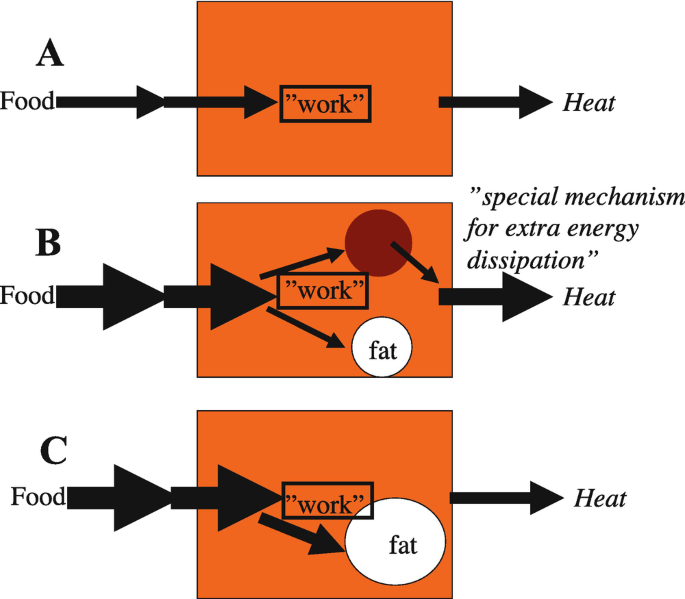 A
Food
”work”
Heat
”special mechanism
for extra energy
dissipation”
B
Food
”work”
Heat
fat
C
Food
”work”
Heat
fat